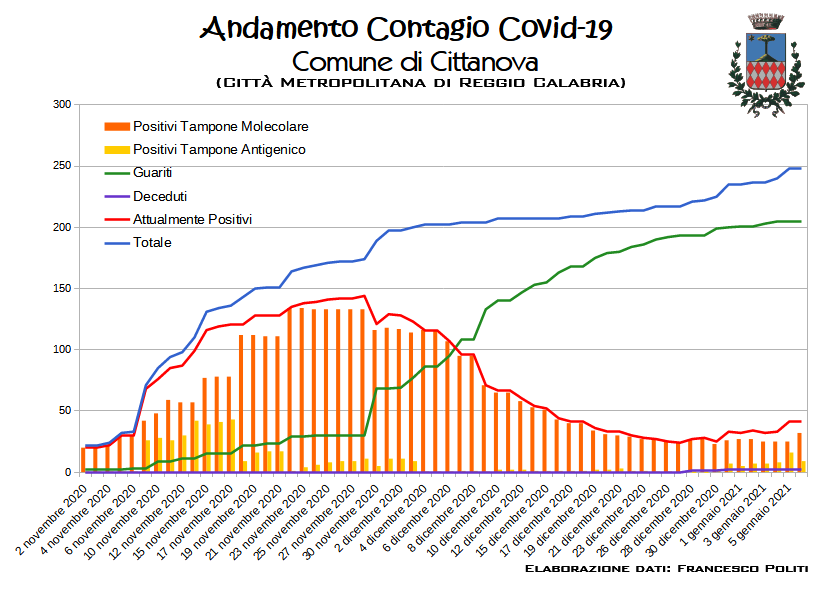 Andamento Contagio Covid-19
Comune di Cittanova
(Città Metropolitana di Reggio Calabria)
300
250
200
150
100
50
0
Positivi Tampone Molecolare
Positivi Tampone Antigenico
Guariti
Deceduti
Attualmente Positivi
Totale
2 novembre 2020
4 novembre 2020
6 novembre 2020
10 novembre 2020
12 novembre 2020
15 novembre 2020
17 novembre 2020
19 novembre 2020
21 novembre 2020
23 novembre 2020
25 novembre 2020
27 novembre 2020
30 novembre 2020
2 dicembre 2020
4 dicembre 2020
6 dicembre 2020
8 dicembre 2020
10 dicembre 2020
12 dicembre 2020
15 dicembre 2020
17 dicembre 2020
19 dicembre 2020
21 dicembre 2020
23 dicembre 2020
26 dicembre 2020
28 dicembre 2020
30 dicembre 2020
1 gennaio 2021
3 gennaio 2021
5 gennaio 2021
Elaborazione dati: Francesco Politi